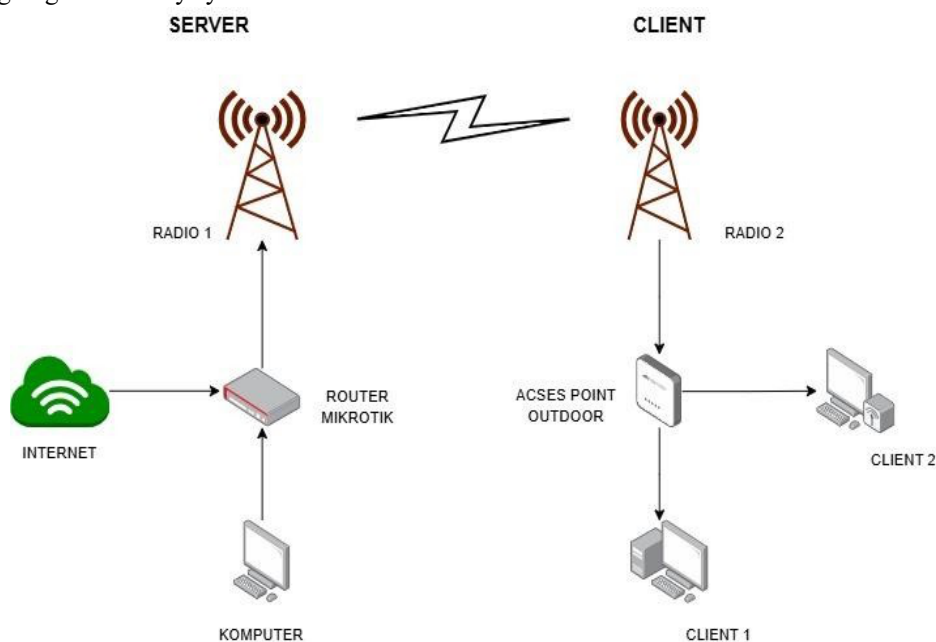 SERVER
CLIENT
RADIO 1
RADIO 2
ROUTER
MIKROTIK
ACSES POINT
OUTDOOR
INTERNET
CLIENT 2
KOMPUTER
CLIENT 1